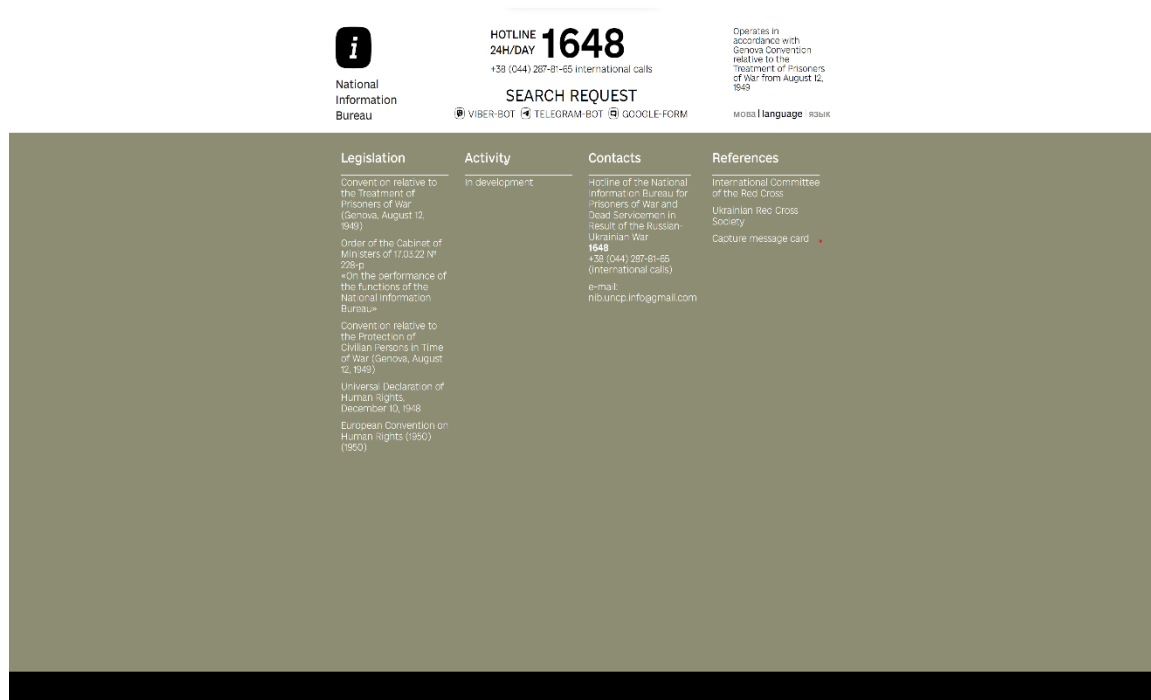 i
National
Information
Bureau
HOTLINE
24H/DAY
1648
+38 (044) 287-81-65 international calls
SEARCH REQUEST
VIBER-BOT TELEGRAM-BOT GOOGLE-FORM
Operates in
accordance with
Genova Convention
relative to the
Treatment of Prisoners
of War from August 12,
1949
мова | language | язык
Legislation
Convention relative to
the Treatment of
Prisoners of War
(Genova, August 12,
1949)
Order of the Cabinet of
Ministers of 17.03.22 №
228-р
«On the performance of
the functions of the
National Information
Bureau»
Convention relative to
the Protection of
Civilian Persons in Time
of War (Genova, August
12, 1949)
Universal Declaration of
Human Rights,
December 10, 1948
European Convention on
Human Rights (1950)
(1950)
Activity
In development
Contacts
Hotline of the National
Information Bureau for
Prisoners of War and
Dead Servicemen in
Result of the Russian-
Ukrainian War
1648
+38 (044) 287-81-65
(international calls)
e-mail:
nib.uncp.info@gmail.com
References
International Committee
of the Red Cross
Ukrainian Red Cross
Society
Capture message card